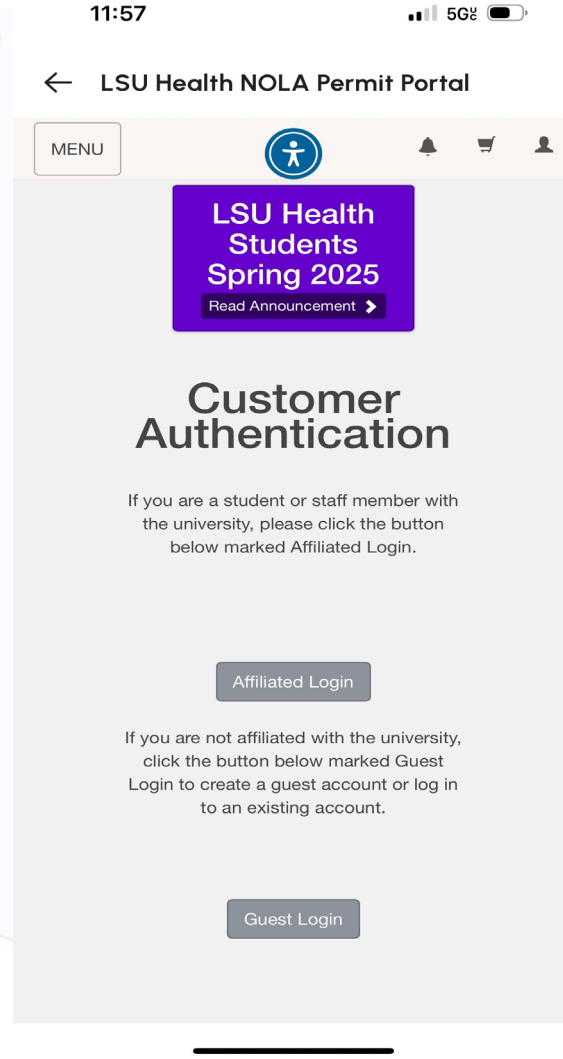 11:57
5G
LSU Health NOLA Permit Portal
MENU
LSU Health
Students
Spring 2025
Read Announcement
Customer
Authentication
If you are a student or staff member with
the university, please click the button
below marked Affiliated Login.
Affiliated Login
If you are not affiliated with the university,
click the button below marked Guest
Login to create a guest account or log in
to an existing account.
Guest Login